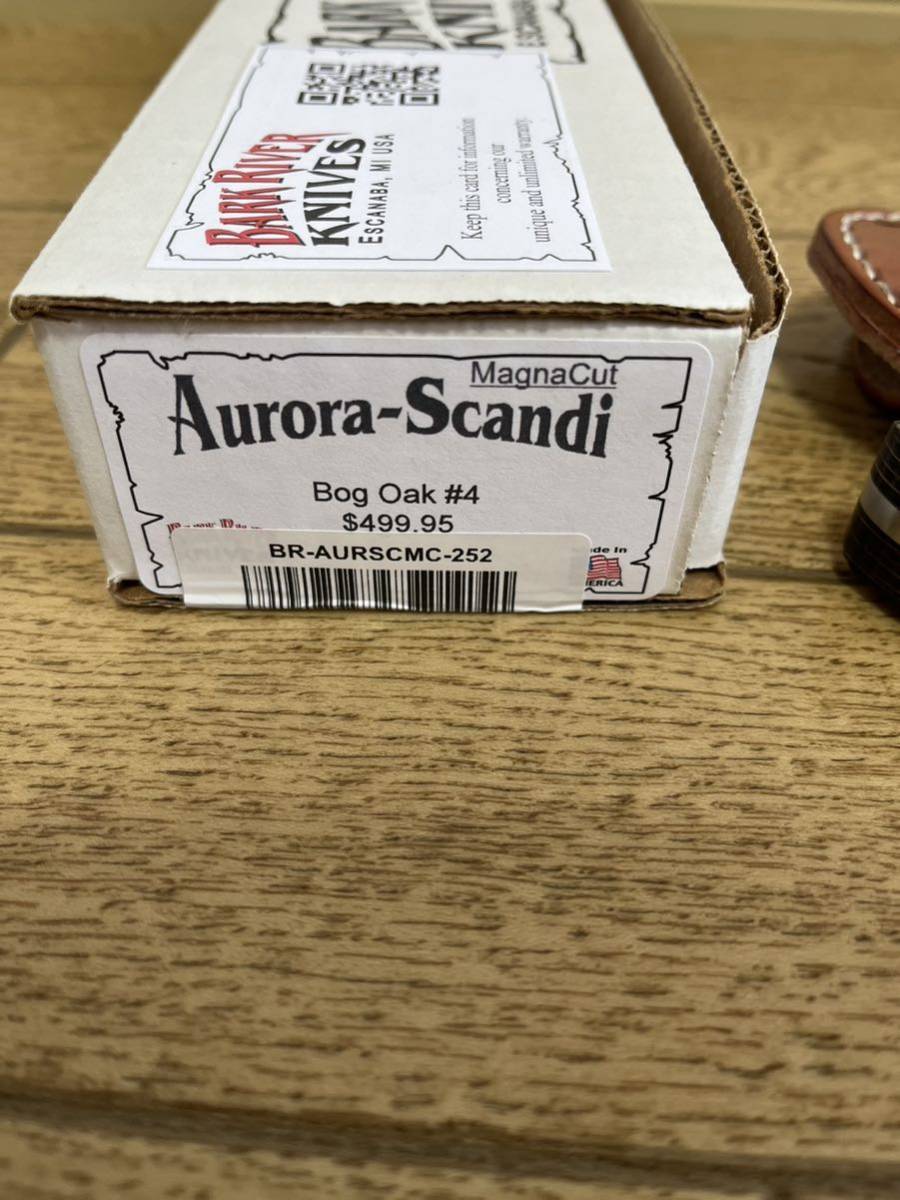 BARK RIVER
KNIVES
ESCANABA, MI USA
Keep this card for information
concerning our
unique and unlimited warranty.
MagnaCut
Aurora-Scandi
Bog Oak #4
$499.95
BR-AURSCMC-252